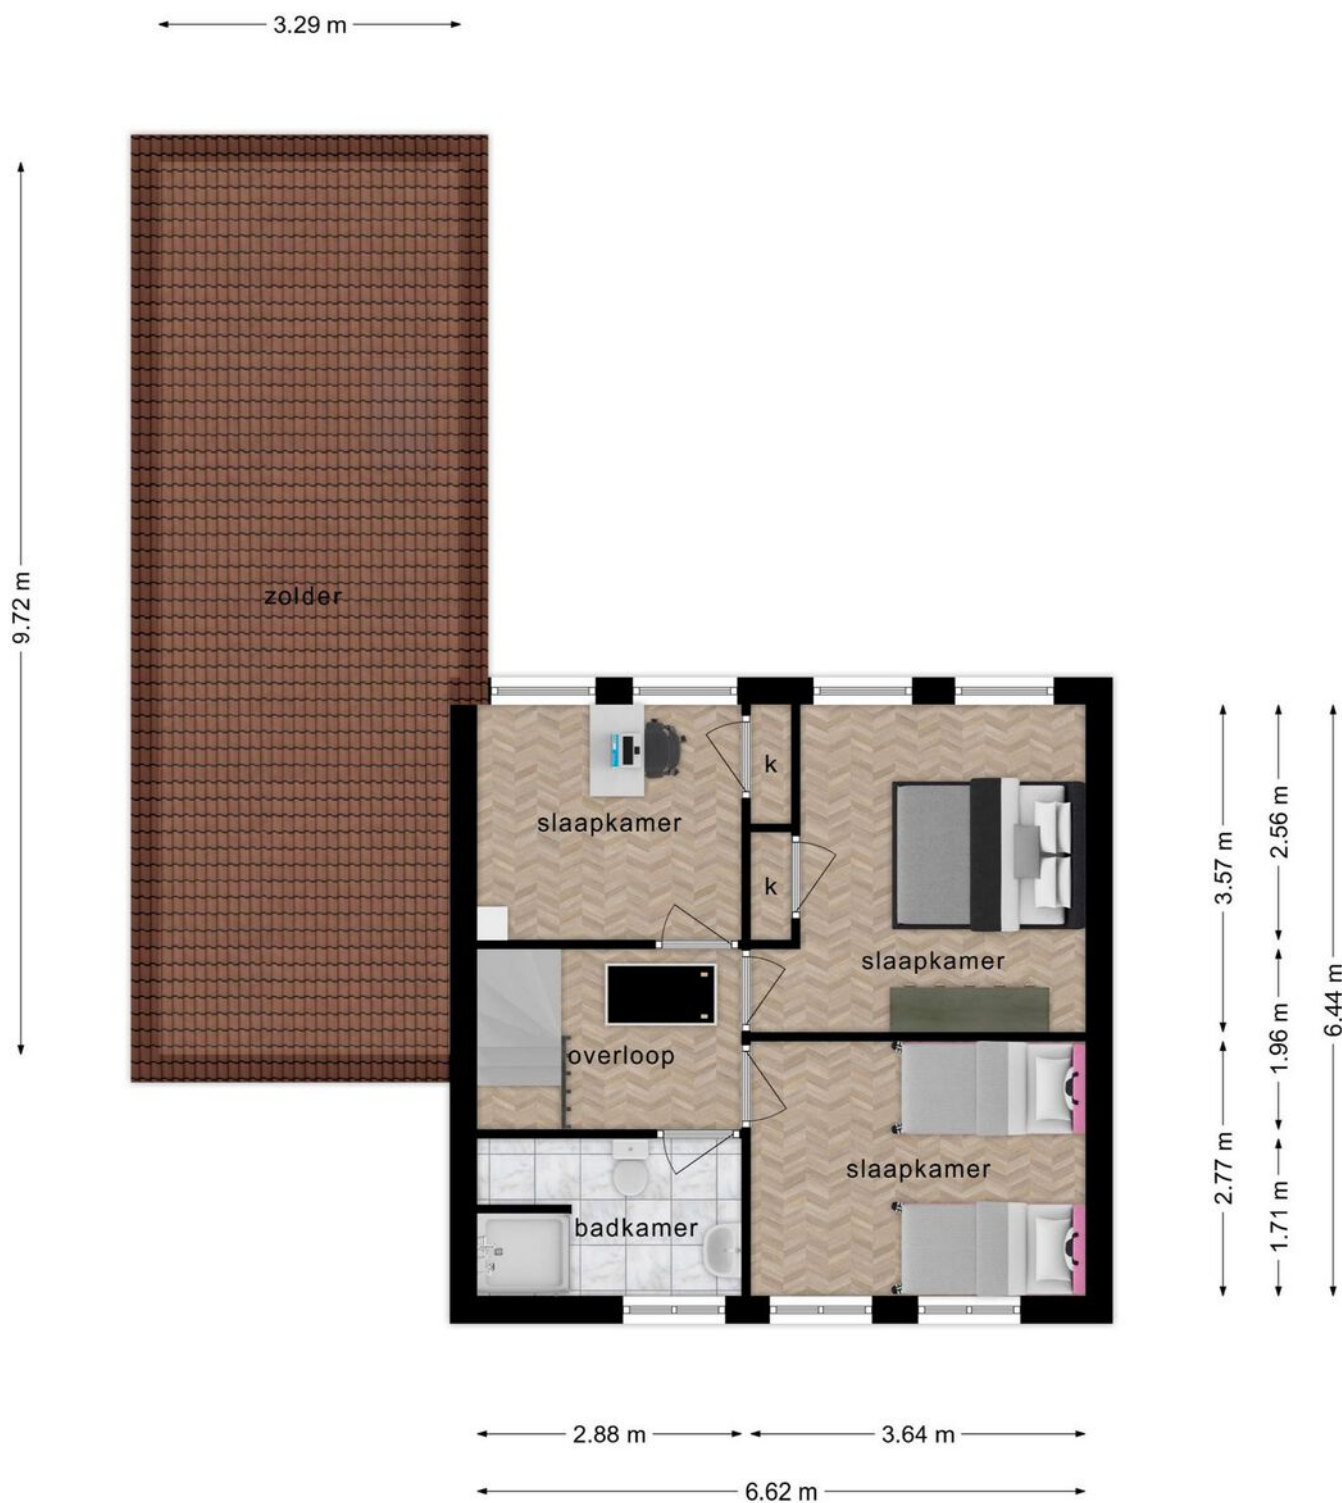 3.29 m
9.72 m
zolder
k
slaapkamer
k
slaapkamer
overloop
slaapkamer
badkamer
3.57 m
2.56 m
6.44 m
1.96 m
2.77 m
1.71 m
2.88 m
3.64 m
6.62 m